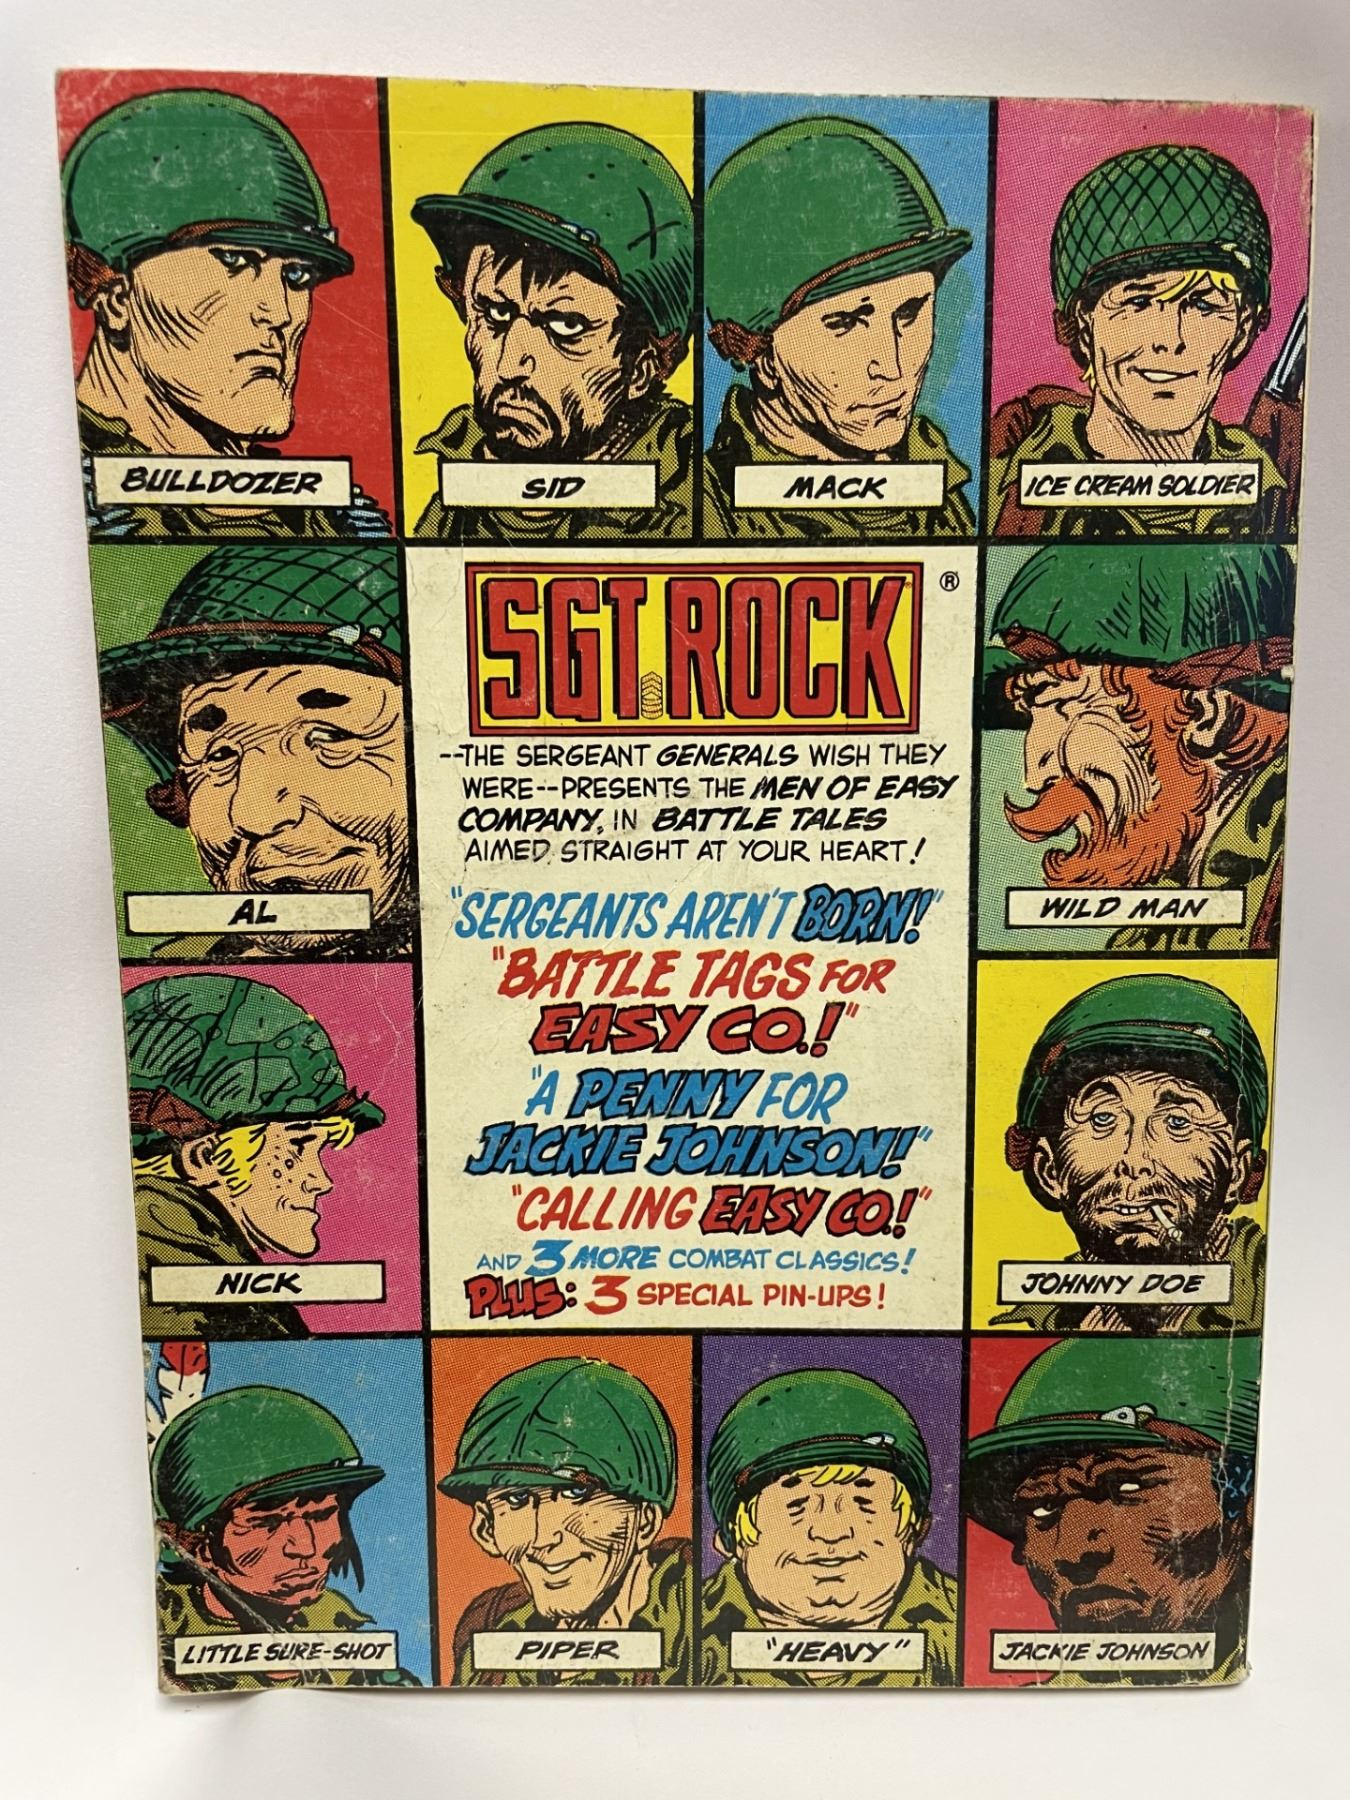 BULLDOZER
SID
MACK
ICE CREAM SOLDIER
SGT. ROCK ®
--THE SERGEANT GENERALS WISH THEY
WERE--PRESENTS THE MEN OF EASY
COMPANY, IN BATTLE TALES
AIMED STRAIGHT AT YOUR HEART!
AL
WILD MAN
"SERGEANTS AREN'T BORN!"
"BATTLE TAGS FOR
EASY CO.!"
"A PENNY FOR
JACKIE JOHNSON!"
"CALLING EASY CO.!"
AND 3 MORE COMBAT CLASSICS!
PLUS: 3 SPECIAL PIN-UPS!
NICK
JOHNNY DOE
LITTLE SURE-SHOT
PIPER
"HEAVY"
JACKIE JOHNSON